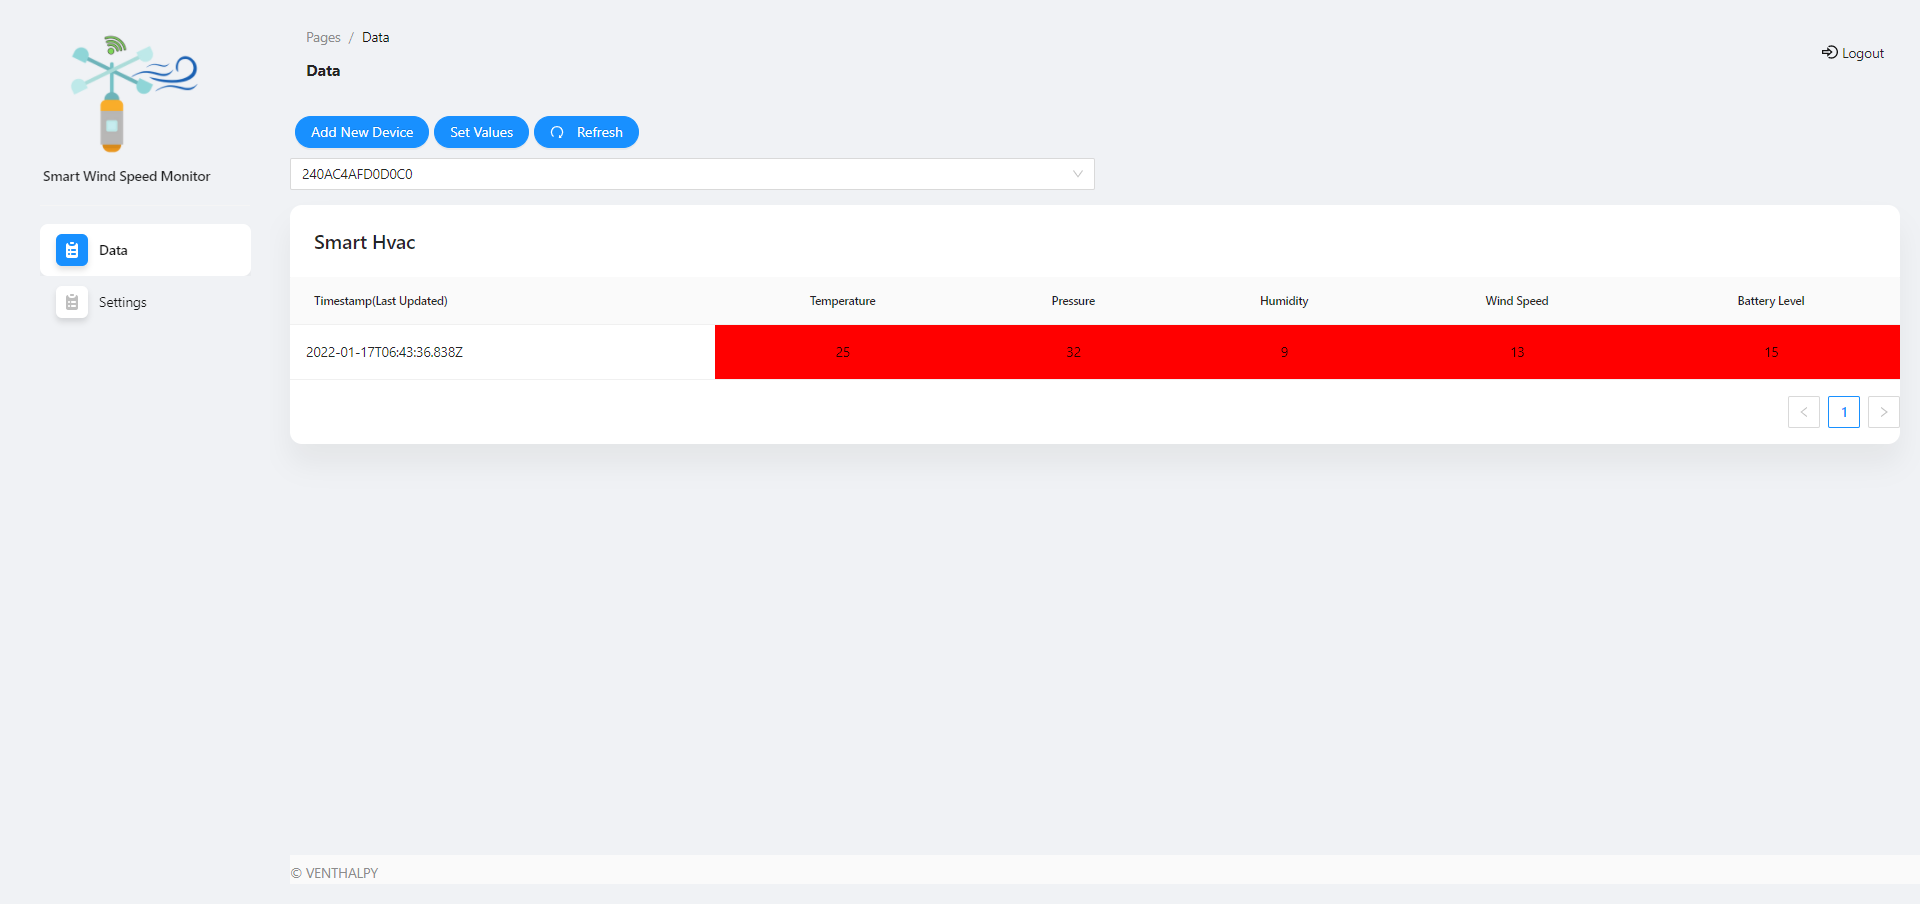 Smart Wind Speed Monitor
Data
Settings
Pages / Data
Data
Logout
Add New Device
Set Values
Refresh
240AC4AFD0D0C0
Smart Hvac
Timestamp(Last Updated) Temperature Pressure Humidity Wind Speed Battery Level
2022-01-17T06:43:36.838Z 25 32 9 13 15
< 1 >
© VENTHALPY